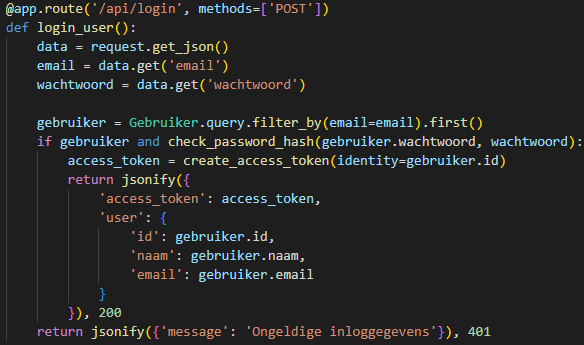 @app.route('/api/login', methods=['POST'])
def login_user():
    data = request.get_json()
    email = data.get('email')
    wachtwoord = data.get('wachtwoord')

    gebruiker = Gebruiker.query.filter_by(email=email).first()
    if gebruiker and check_password_hash(gebruiker.wachtwoord, wachtwoord):
        access_token = create_access_token(identity=gebruiker.id)
        return jsonify({
            'access_token': access_token,
            'user': {
                'id': gebruiker.id,
                'naam': gebruiker.naam,
                'email': gebruiker.email
            }
        }), 200
    return jsonify({'message': 'Ongeldige inloggegevens'}), 401